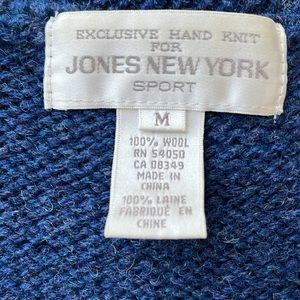 EXCLUSIVE HAND KNIT
FOR
JONES NEW YORK
SPORT
M
100% WOOL
RN 54050
CA 08349
MADE IN
CHINA
100% LAINE
FABRIQUÉ EN
CHINE